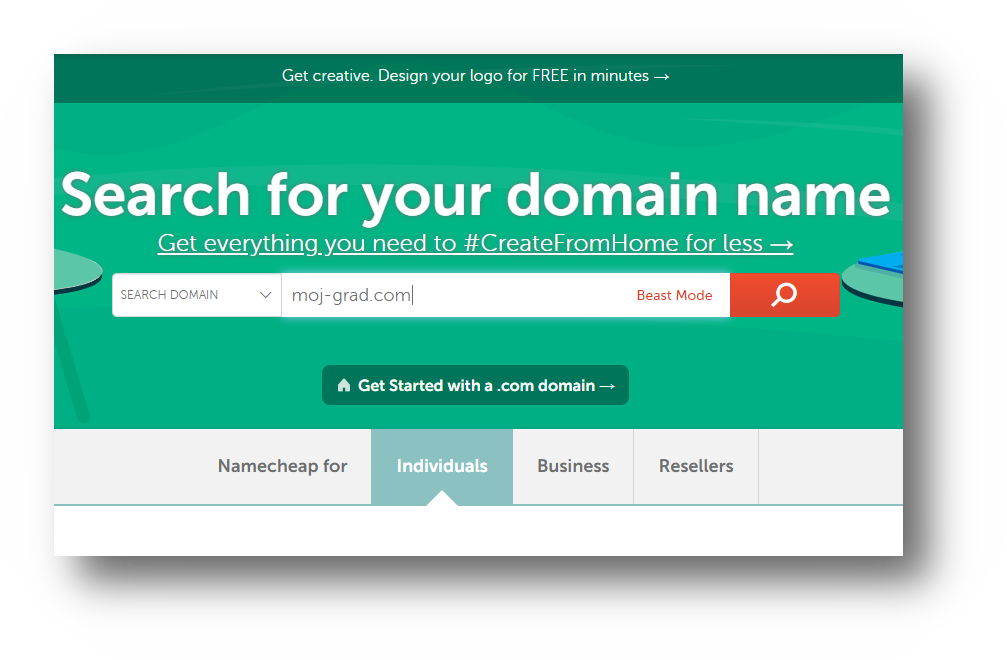 Get creative. Design your logo for FREE in minutes →
Search for your domain name
Get everything you need to #CreateFromHome for less →
SEARCH DOMAIN moj-grad.com Beast Mode
Get Started with a .com domain →
Namecheap for Individuals Business Resellers